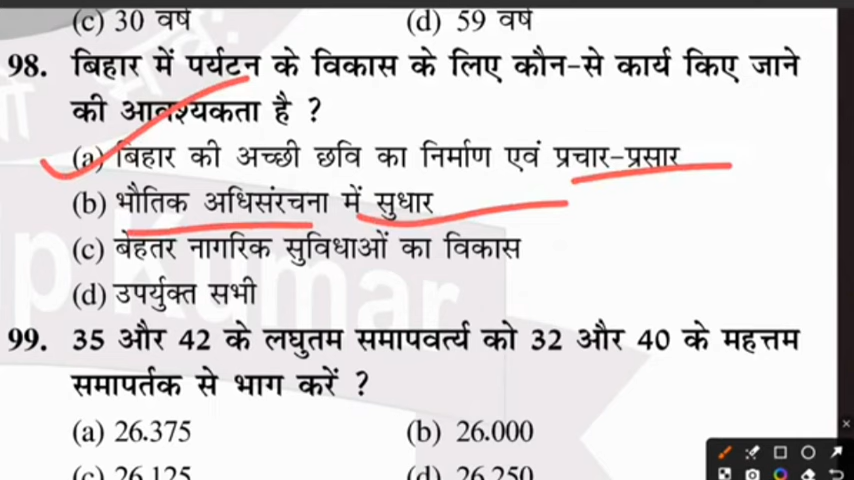 (c) 30 वर्ष (d) 59 वर्ष
98. बिहार में पर्यटन के विकास के लिए कौन-से कार्य किए जाने
की आवश्यकता है ?
(a) बिहार की अच्छी छवि का निर्माण एवं प्रचार-प्रसार
(b) भौतिक अधिसंरचना में सुधार
(c) बेहतर नागरिक सुविधाओं का विकास
(d) उपर्युक्त सभी
99. 35 और 42 के लघुतम समापवर्त्य को 32 और 40 के महत्तम
समापर्तक से भाग करें ?
(a) 26.375 (b) 26.000
(c) 26.125 (d) 26.250
p Kumar